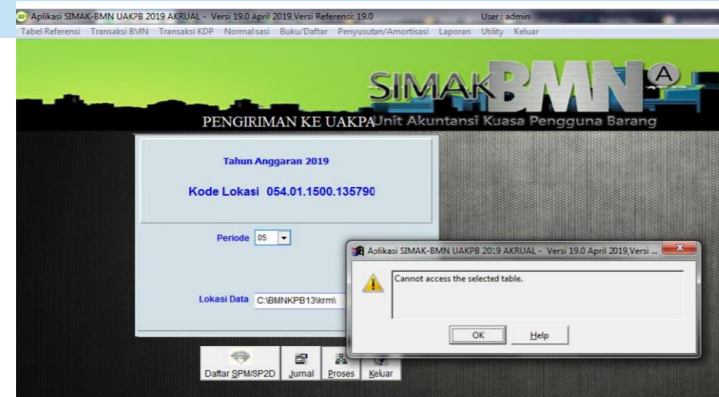 Aplikasi SIMAK-BMN UAKPB 2019 AKRUAL - Versi 19.0 April 2019,Versi Referensi: 19.0 User : admin
Tabel Referensi Transaksi BMN Transaksi KDP Normalisasi Buku/Daftar Penyusutan/Amortisasi Laporan Utility Keluar
SIMAK BMN A
PENGIRIMAN KE UAKPA Unit Akuntansi Kuasa Pengguna Barang
Tahun Anggaran 2019
Kode Lokasi 054.01.1500.135790
Periode 05
Aplikasi SIMAK-BMN UAKPB 2019 AKRUAL - Versi 19.0 April 2019,Versi ...
Cannot access the selected table.
Lokasi Data C:\BMNKPB13\krm\
OK Help
Daftar SPM/SP2D Jurnal Proses Keluar